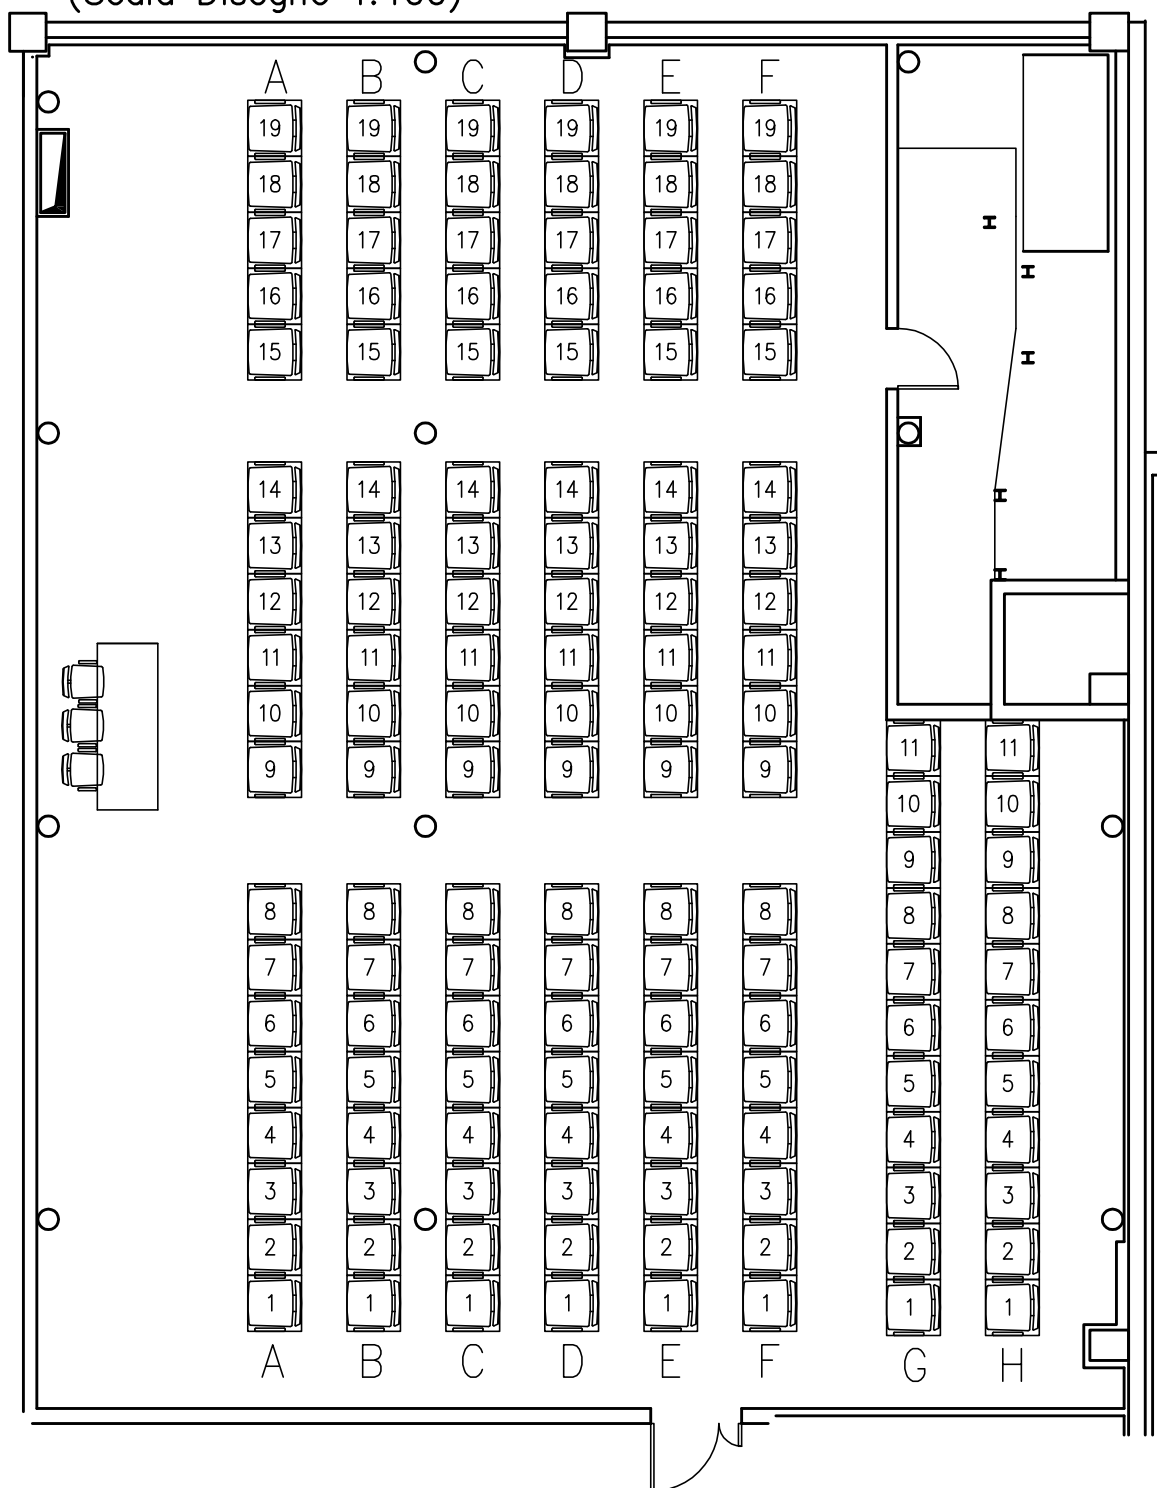 (Scala Disegno 1:100)
A B C D E F
19 19 19 19 19 19
18 18 18 18 18 18
17 17 17 17 17 17
16 16 16 16 16 16
15 15 15 15 15 15
14 14 14 14 14 14
13 13 13 13 13 13
12 12 12 12 12 12
11 11 11 11 11 11
10 10 10 10 10 10
9 9 9 9 9 9
11 11
10 10
9 9
8 8
7 7
6 6
5 5
4 4
3 3
2 2
1 1
8 8 8 8 8 8
7 7 7 7 7 7
6 6 6 6 6 6
5 5 5 5 5 5
4 4 4 4 4 4
3 3 3 3 3 3
2 2 2 2 2 2
1 1 1 1 1 1
A B C D E F G H